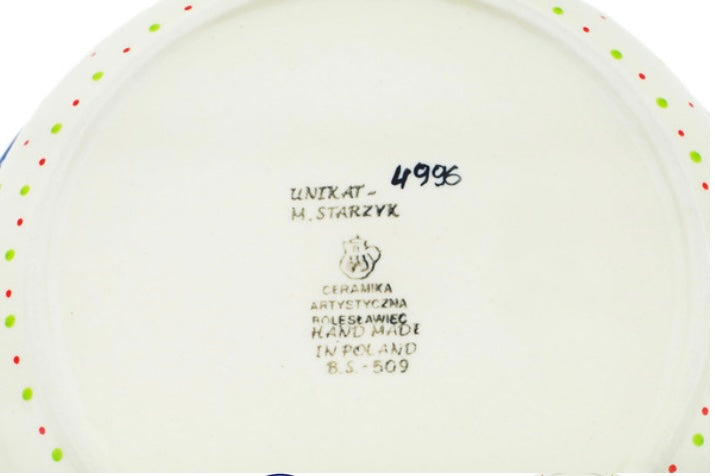 UNIKAT - 4996
M. STARZYK
CERAMIKA
ARTYSTYCZNA
BOLESŁAWIEC
HAND MADE
IN POLAND
B.S.-509